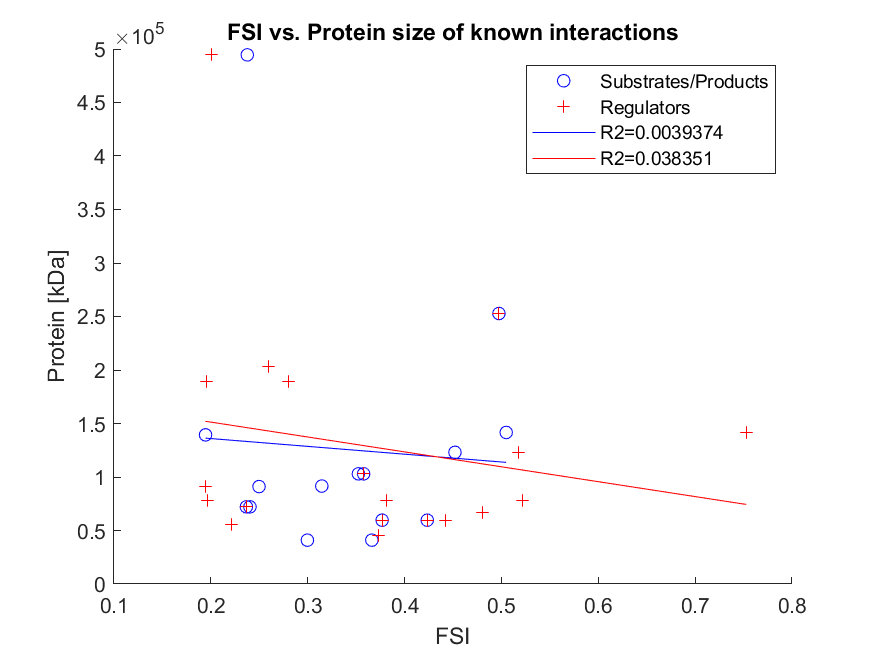 FSI vs. Protein size of known interactions
×10⁵
5
4.5
4
3.5
3
2.5
2
1.5
1
0.5
0
Protein [kDa]
Substrates/Products
Regulators
R2=0.0039374
R2=0.038351
0.1 0.2 0.3 0.4 0.5 0.6 0.7 0.8
FSI